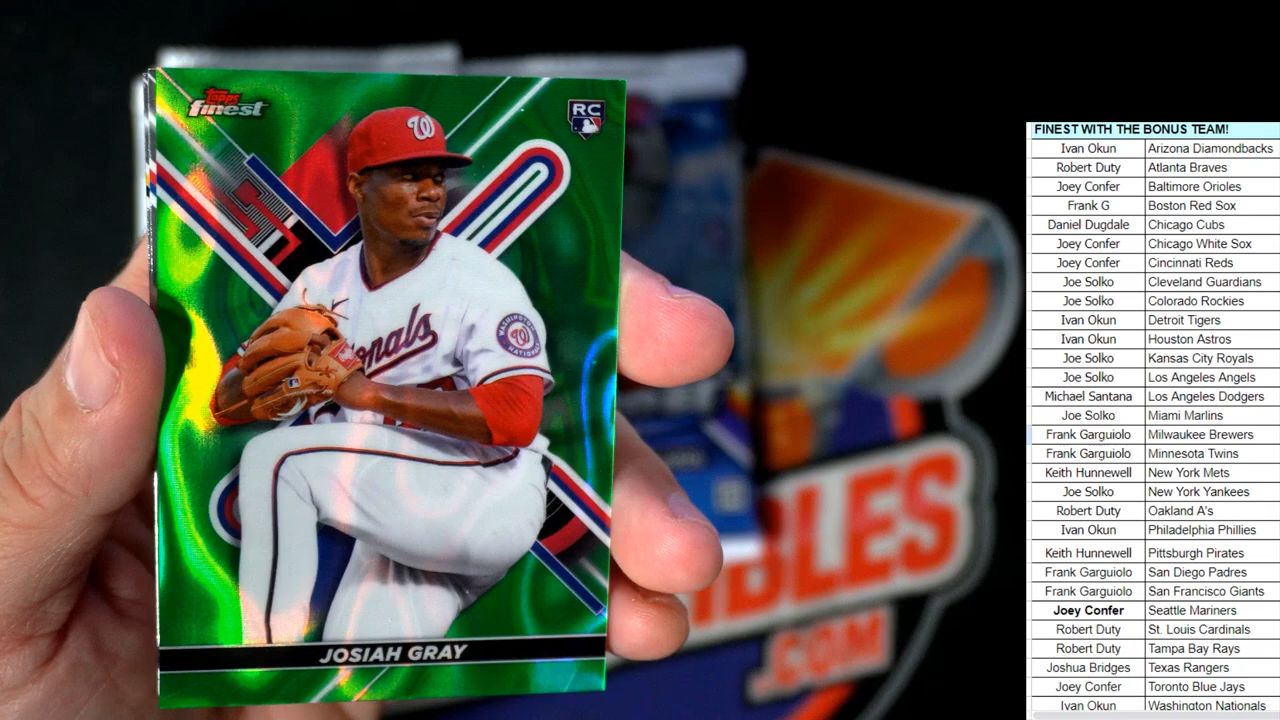 Topps
finest
RC
W
onals
WASHINGTON
NATIONALS
W
JOSIAH GRAY
IBLES
.COM
FINEST WITH THE BONUS TEAM!
Ivan Okun Arizona Diamondbacks
Robert Duty Atlanta Braves
Joey Confer Baltimore Orioles
Frank G Boston Red Sox
Daniel Dugdale Chicago Cubs
Joey Confer Chicago White Sox
Joey Confer Cincinnati Reds
Joe Solko Cleveland Guardians
Joe Solko Colorado Rockies
Ivan Okun Detroit Tigers
Ivan Okun Houston Astros
Joe Solko Kansas City Royals
Joe Solko Los Angeles Angels
Michael Santana Los Angeles Dodgers
Joe Solko Miami Marlins
Frank Garguiolo Milwaukee Brewers
Frank Garguiolo Minnesota Twins
Keith Hunnewell New York Mets
Joe Solko New York Yankees
Robert Duty Oakland A's
Ivan Okun Philadelphia Phillies
Keith Hunnewell Pittsburgh Pirates
Frank Garguiolo San Diego Padres
Frank Garguiolo San Francisco Giants
Joey Confer Seattle Mariners
Robert Duty St. Louis Cardinals
Robert Duty Tampa Bay Rays
Joshua Bridges Texas Rangers
Joey Confer Toronto Blue Jays
Ivan Okun Washington Nationals